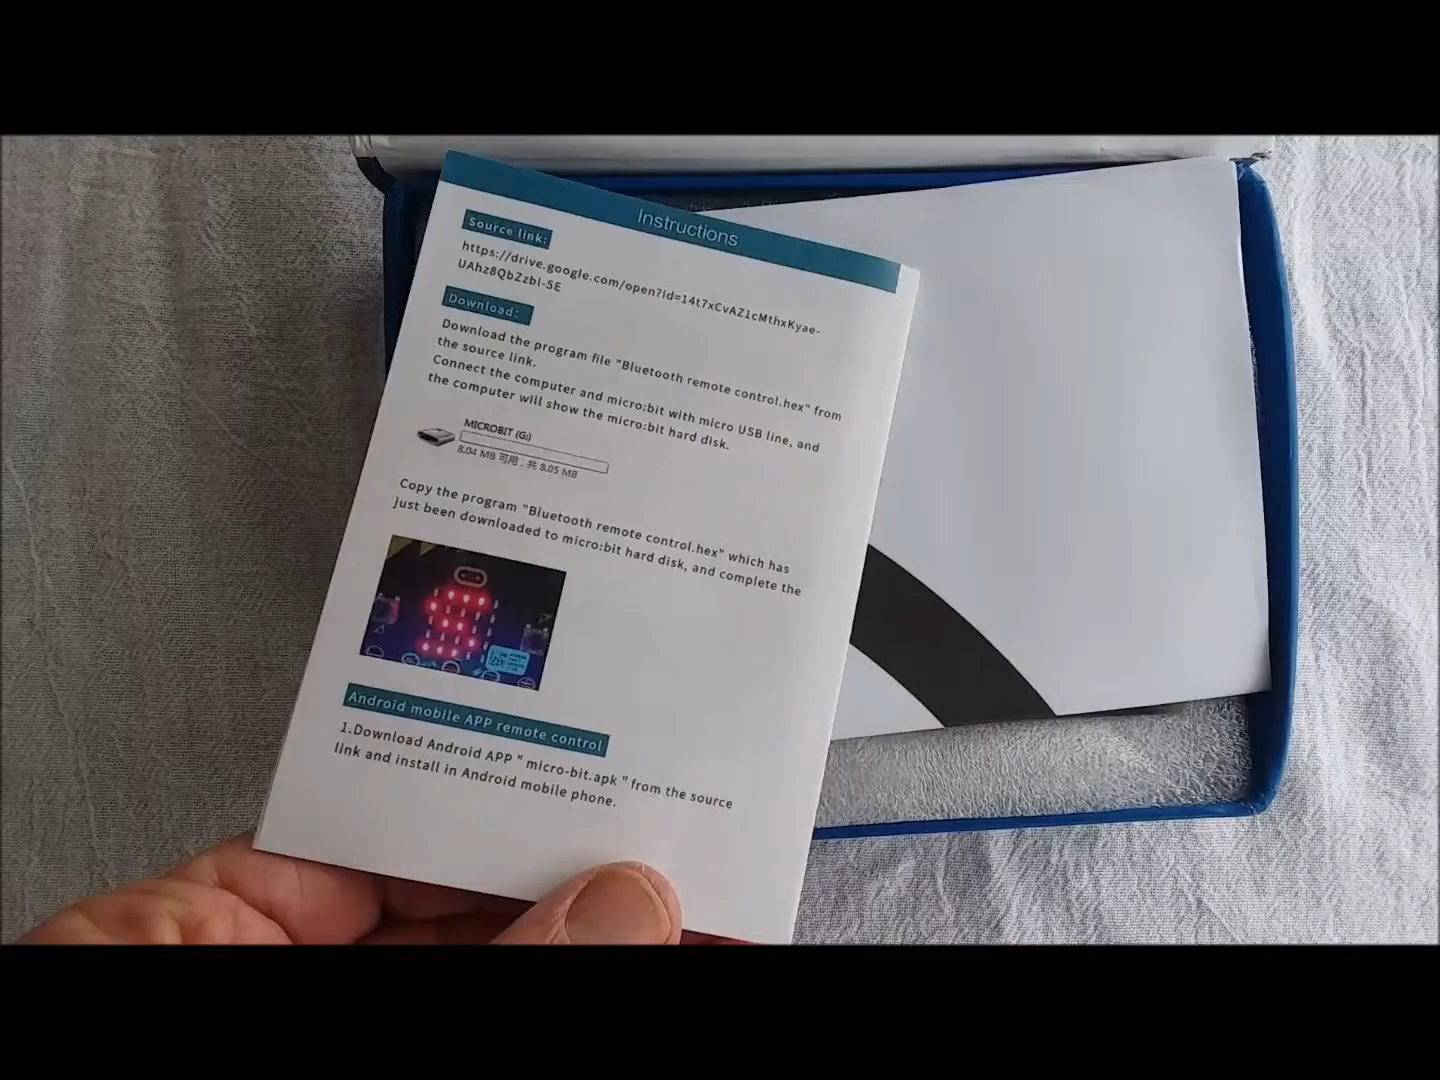 Instructions
Source link:
https://drive.google.com/open?id=14t7xCvAZ1cMthxKyae-
UAhz8QbZzbl-5E
Download:
Download the program file "Bluetooth remote control.hex" from
the source link.
Connect the computer and micro:bit with micro USB line, and
the computer will show the micro:bit hard disk.
MICROBIT (G:)
8.04 MB 可用，共 8.05 MB
Copy the program "Bluetooth remote control.hex" which has
just been downloaded to micro:bit hard disk, and complete the
Android mobile APP remote control
1.Download Android APP " micro-bit.apk " from the source
link and install in Android mobile phone.